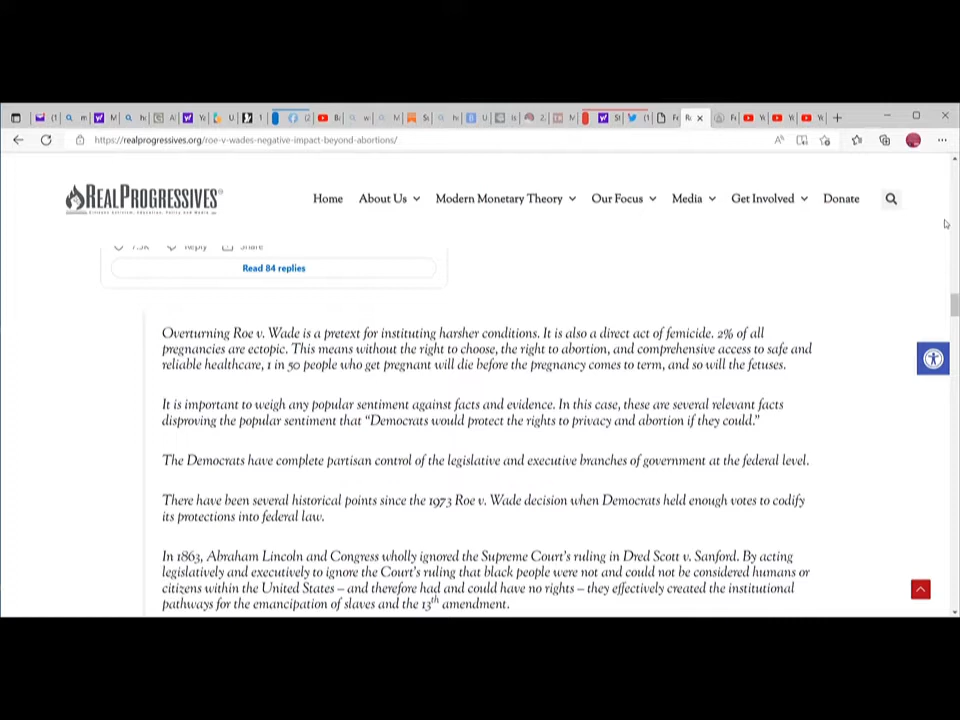 https://realprogressives.org/roe-v-wades-negative-impact-beyond-abortions/
REALPROGRESSIVES
Home About Us Modern Monetary Theory Our Focus Media Get Involved Donate
7.5K Reply Share
Read 84 replies
Overturning Roe v. Wade is a pretext for instituting harsher conditions. It is also a direct act of femicide. 2% of all
pregnancies are ectopic. This means without the right to choose, the right to abortion, and comprehensive access to safe and
reliable healthcare, 1 in 50 people who get pregnant will die before the pregnancy comes to term, and so will the fetuses.
It is important to weigh any popular sentiment against facts and evidence. In this case, these are several relevant facts
disproving the popular sentiment that “Democrats would protect the rights to privacy and abortion if they could.”
The Democrats have complete partisan control of the legislative and executive branches of government at the federal level.
There have been several historical points since the 1973 Roe v. Wade decision when Democrats held enough votes to codify
its protections into federal law.
In 1863, Abraham Lincoln and Congress wholly ignored the Supreme Court’s ruling in Dred Scott v. Sanford. By acting
legislatively and executively to ignore the Court’s ruling that black people were not and could not be considered humans or
citizens within the United States – and therefore had and could have no rights – they effectively created the institutional
pathways for the emancipation of slaves and the 13th amendment.